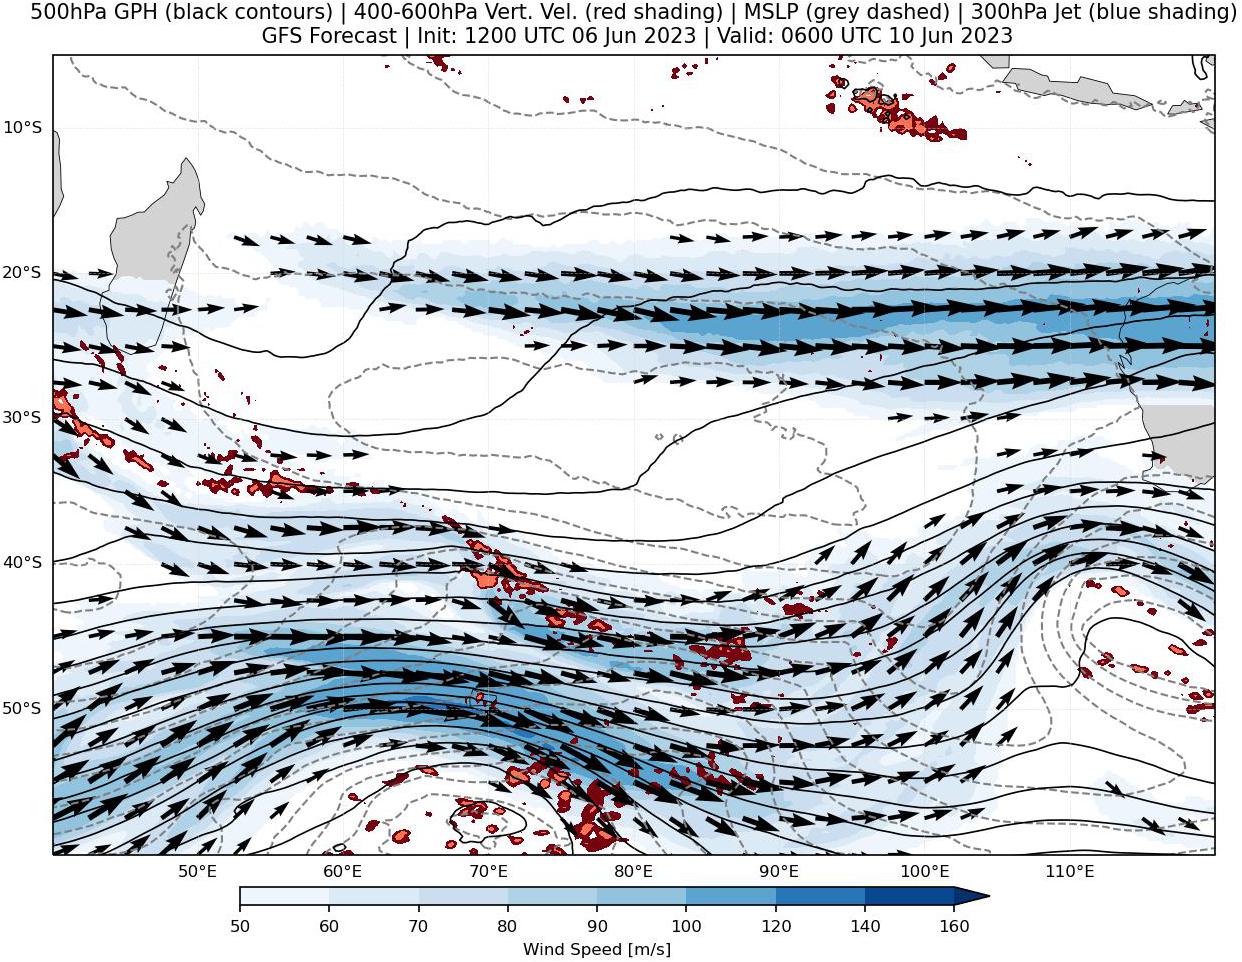 500hPa GPH (black contours) | 400-600hPa Vert. Vel. (red shading) | MSLP (grey dashed) | 300hPa Jet (blue shading)
GFS Forecast | Init: 1200 UTC 06 Jun 2023 | Valid: 0600 UTC 10 Jun 2023
10°S
20°S
30°S
40°S
50°S
50°E 60°E 70°E 80°E 90°E 100°E 110°E
50 60 70 80 90 100 120 140 160
Wind Speed [m/s]